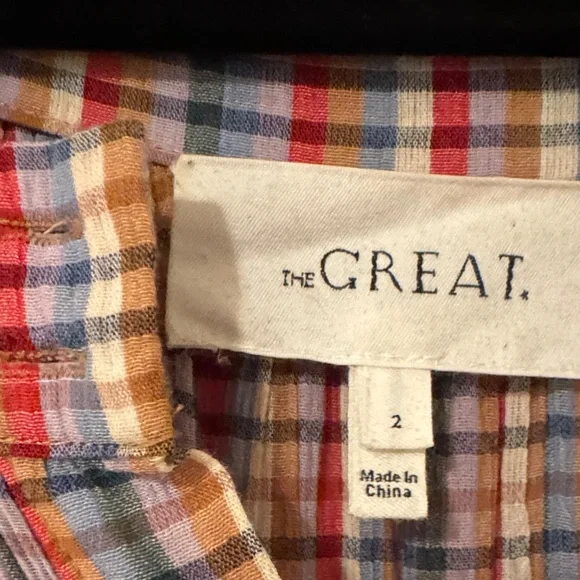 THE GREAT.
2
Made In
China